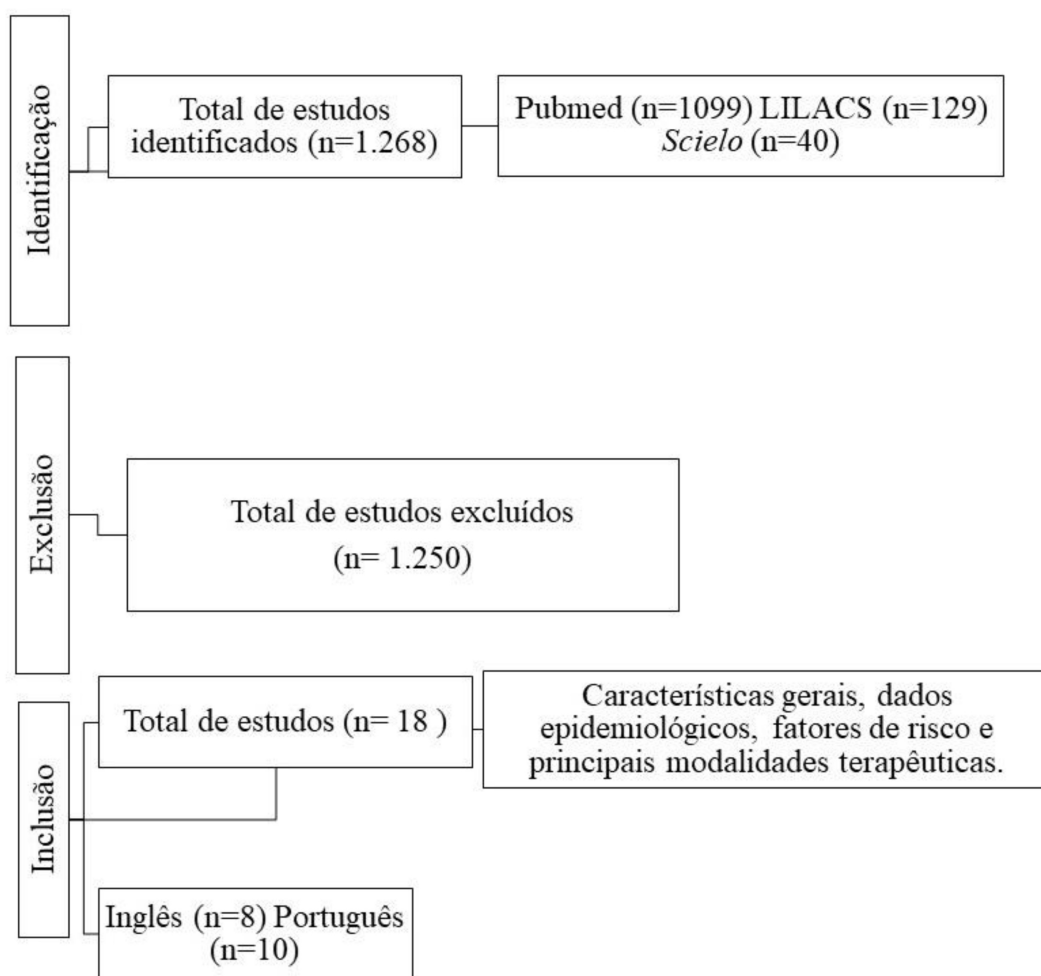 Identificação
Total de estudos
identificados (n=1.268)
Pubmed (n=1099) LILACS (n=129)
Scielo (n=40)
Exclusão
Total de estudos excluídos
(n= 1.250)
Inclusão
Total de estudos (n= 18 )
Características gerais, dados
epidemiológicos, fatores de risco e
principais modalidades terapêuticas.
Inglês (n=8) Português
(n=10)